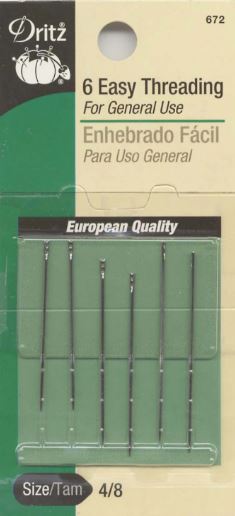 672
Dritz
6 Easy Threading
For General Use
Enhebrado Fácil
Para Uso General
European Quality
Size/Tam 4/8